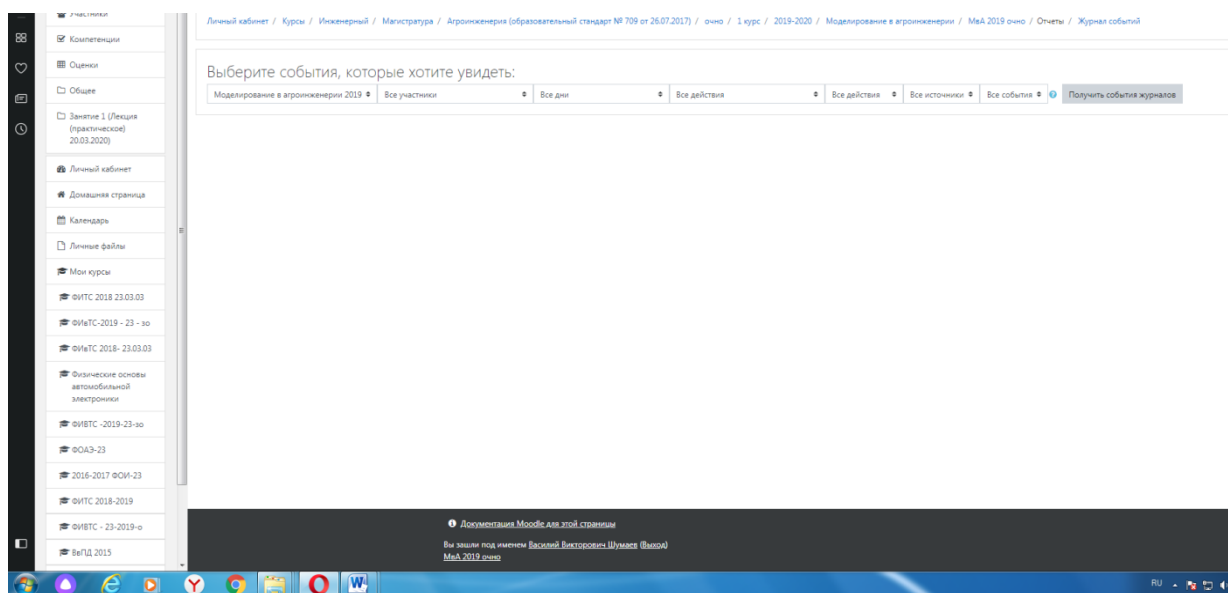 Участники
Компетенции
Оценки
Общее
Занятие 1 (Лекция
(практическое)
20.03.2020)
Личный кабинет
Домашняя страница
Календарь
Личные файлы
Мои курсы
ФИТС 2018 23.03.03
ФИвТС-2019 - 23 - зо
ФИвТС 2018- 23.03.03
Физические основы
автомобильной
электроники
ФИВТС -2019-23-зо
ФОАЭ-23
2016-2017 ФОИ-23
ФИТС 2018-2019
ФИВТС - 23-2019-о
ВвПД 2015
Личный кабинет / Курсы / Инженерный / Магистратура / Агроинженерия (образовательный стандарт № 709 от 26.07.2017) / очно / 1 курс / 2019-2020 / Моделирование в агроинженерии / МвА 2019 очно / Отчеты / Журнал событий
Выберите события, которые хотите увидеть:
Моделирование в агроинженерии 2019 Все участники Все дни Все действия Все действия Все источники Все события Получить события журналов
Документация Moodle для этой страницы
Вы зашли под именем Василий Викторович Шумаев (Выход)
МвА 2019 очно
RU